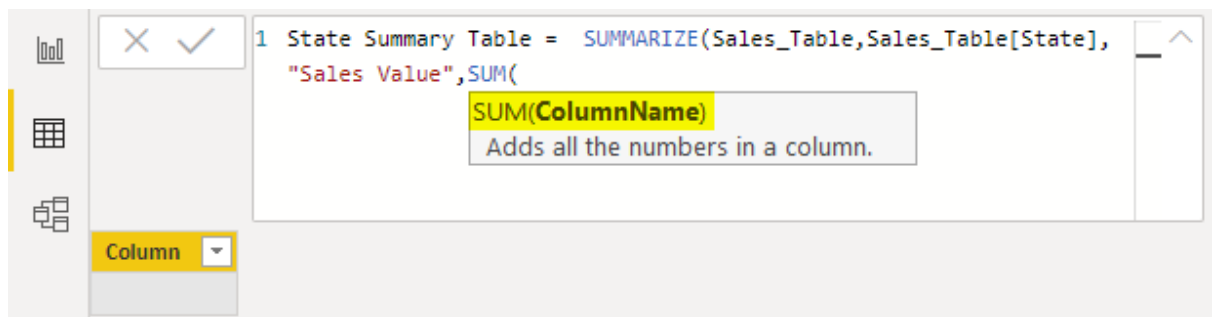 1 State Summary Table =  SUMMARIZE(Sales_Table,Sales_Table[State],
"Sales Value",SUM(
SUM(ColumnName)
Adds all the numbers in a column.
Column